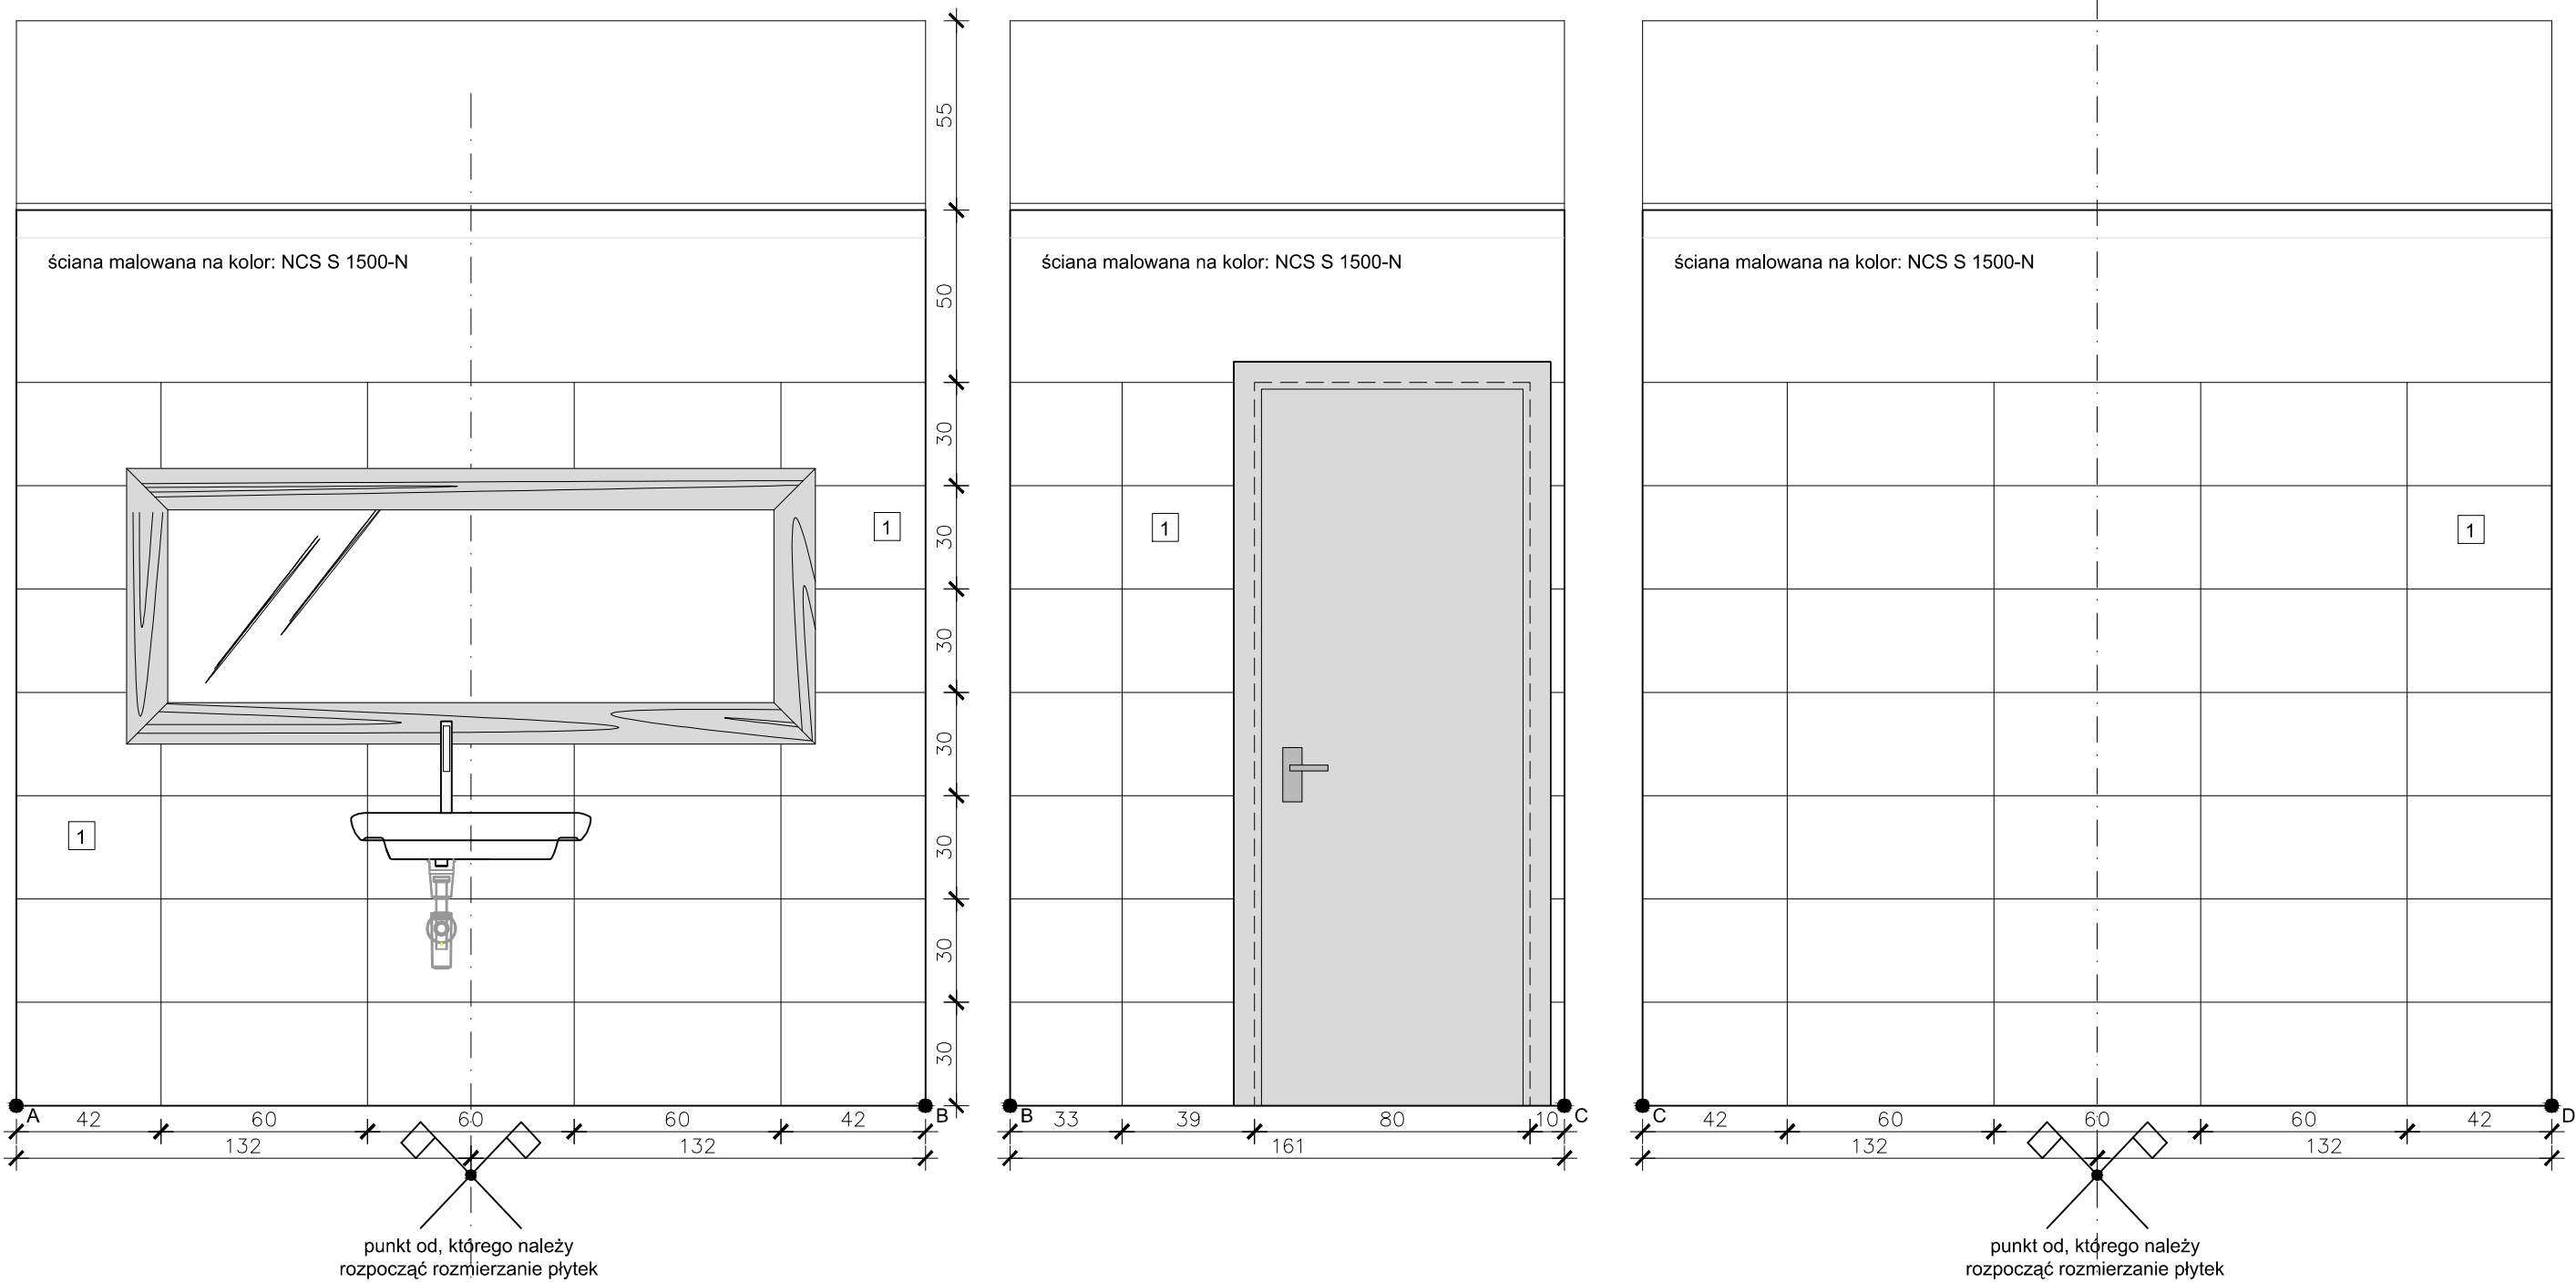 ściana malowana na kolor: NCS S 1500-N
1
1
A
B
42
60
60
60
42
132
132
punkt od, którego należy
rozpocząć rozmierzanie płytek
55
50
30
30
30
30
30
30
30
ściana malowana na kolor: NCS S 1500-N
1
B
C
33
39
80
10
161
ściana malowana na kolor: NCS S 1500-N
1
C
D
42
60
60
60
42
132
132
punkt od, którego należy
rozpocząć rozmierzanie płytek